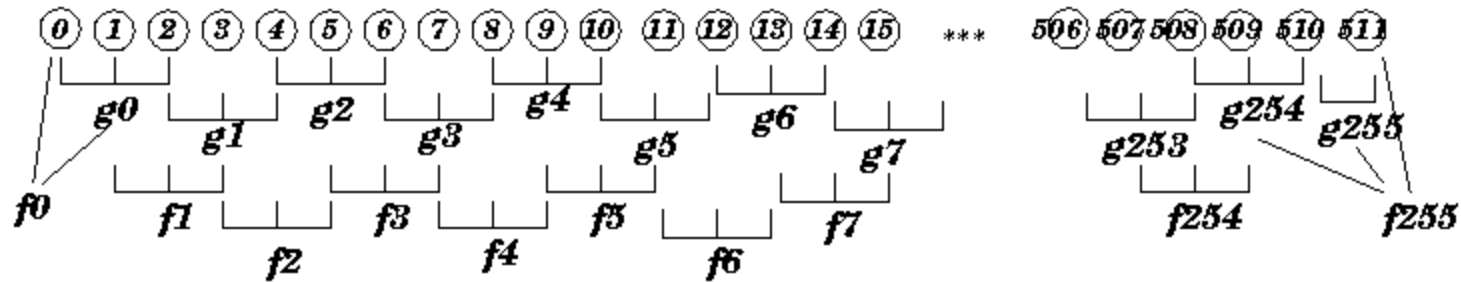 0 1 2 3 4 5 6 7 8 9 10 11 12 13 14 15 *** 506 507 508 509 510 511
g0 g2 g4 g6 g254 g255
g1 g3 g5 g7 g253
f0 f1 f3 f5 f7 f254 f255
f2 f4 f6